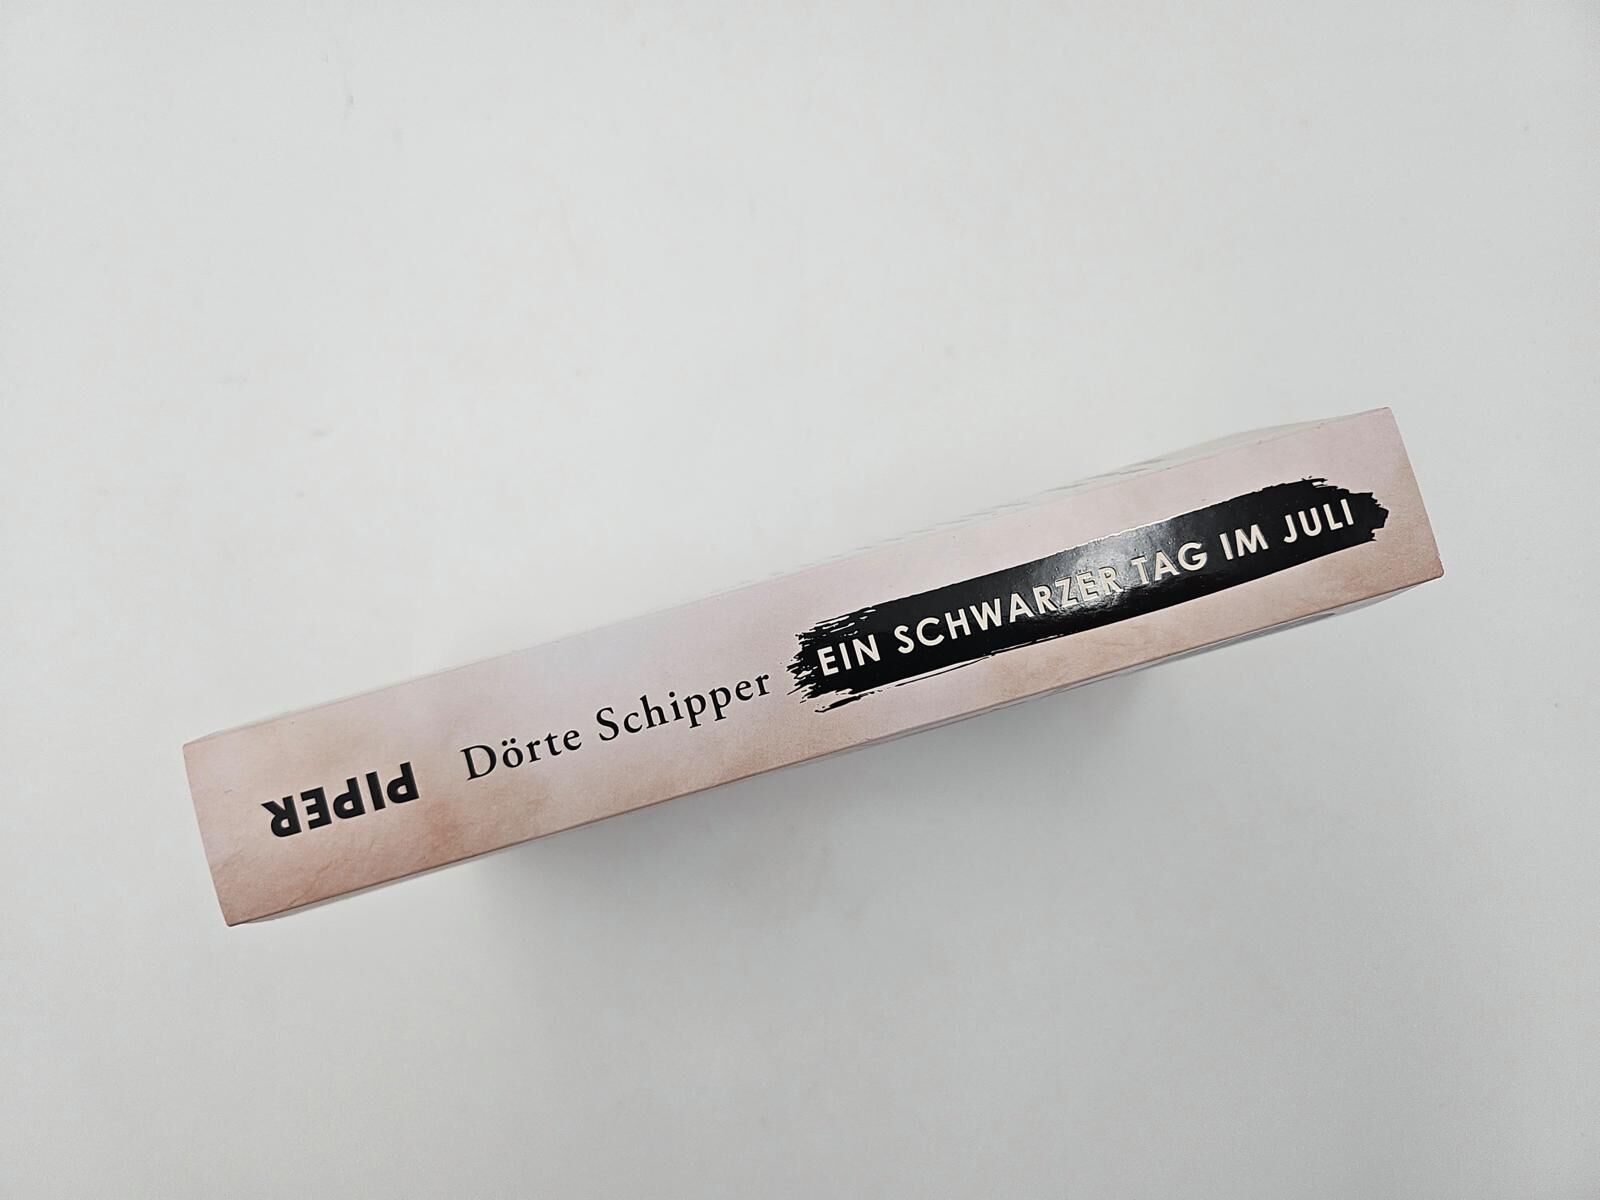 PIPER
Dörte Schipper
EIN SCHWARZER TAG IM JULI